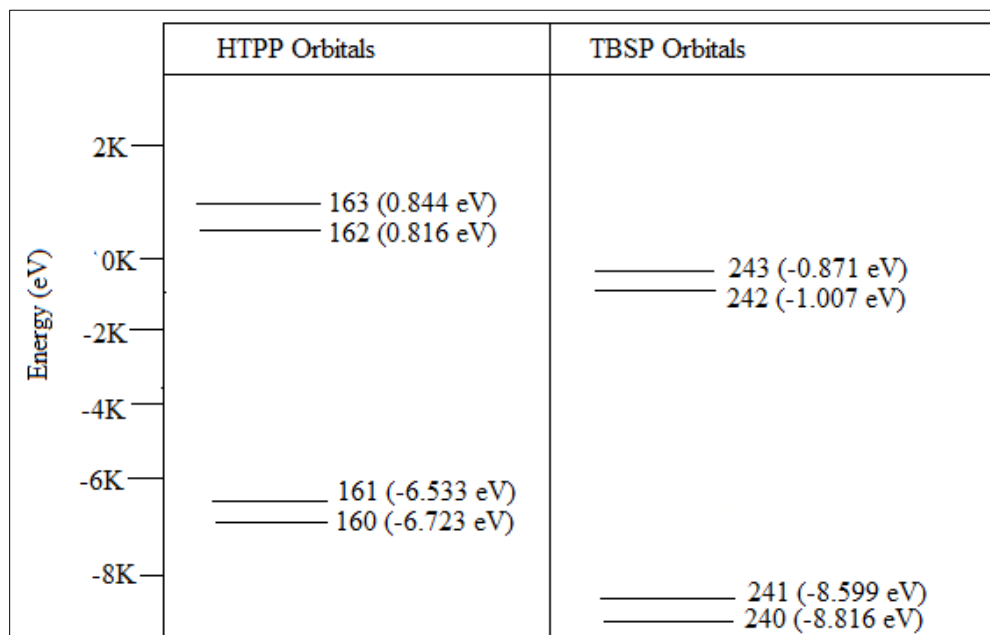 HTPP Orbitals
TBSP Orbitals
Energy (eV)
2K
0K
-2K
-4K
-6K
-8K
163 (0.844 eV)
162 (0.816 eV)
161 (-6.533 eV)
160 (-6.723 eV)
243 (-0.871 eV)
242 (-1.007 eV)
241 (-8.599 eV)
240 (-8.816 eV)